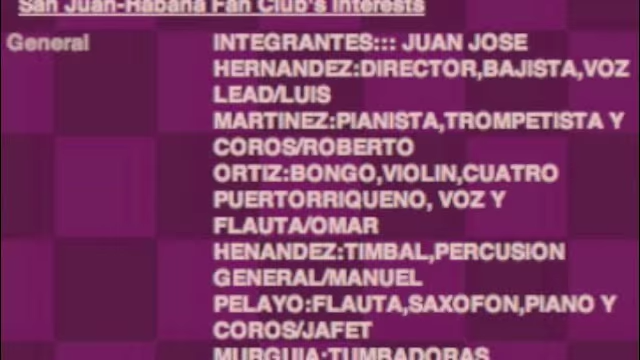 San Juan-Habana Fan Club's Interests
General
INTEGRANTES::: JUAN JOSE
HERNANDEZ:DIRECTOR,BAJISTA,VOZ
LEAD/LUIS
MARTINEZ:PIANISTA,TROMPETISTA Y
COROS/ROBERTO
ORTIZ:BONGO,VIOLIN,CUATRO
PUERTORRIQUENO, VOZ Y
FLAUTA/OMAR
HENANDEZ:TIMBAL,PERCUSION
GENERAL/MANUEL
PELAYO:FLAUTA,SAXOFON,PIANO Y
COROS/JAFET
MURGUIA:TUMBADORAS